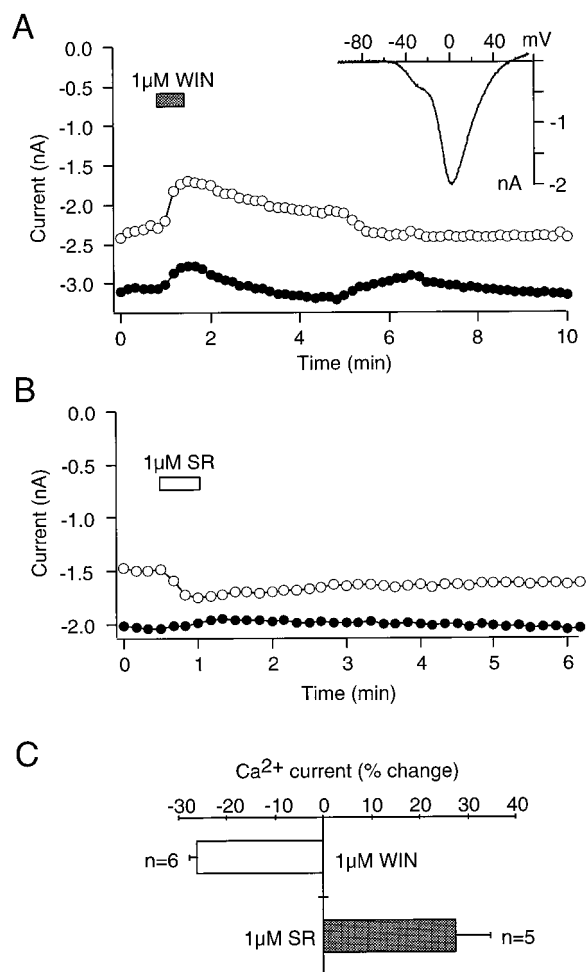 A
0.0
-0.5
-1.0
-1.5
-2.0
-2.5
-3.0
Current (nA)
1µM WIN
-80 -40 0 40 mV
-1
nA -2
0 2 4 6 8 10
Time (min)
B
0.0
-0.5
-1.0
-1.5
-2.0
Current (nA)
1µM SR
0 1 2 3 4 5 6
Time (min)
C
Ca2+ current (% change)
-30 -20 -10 0 10 20 30 40
n=6 1µM WIN
1µM SR n=5